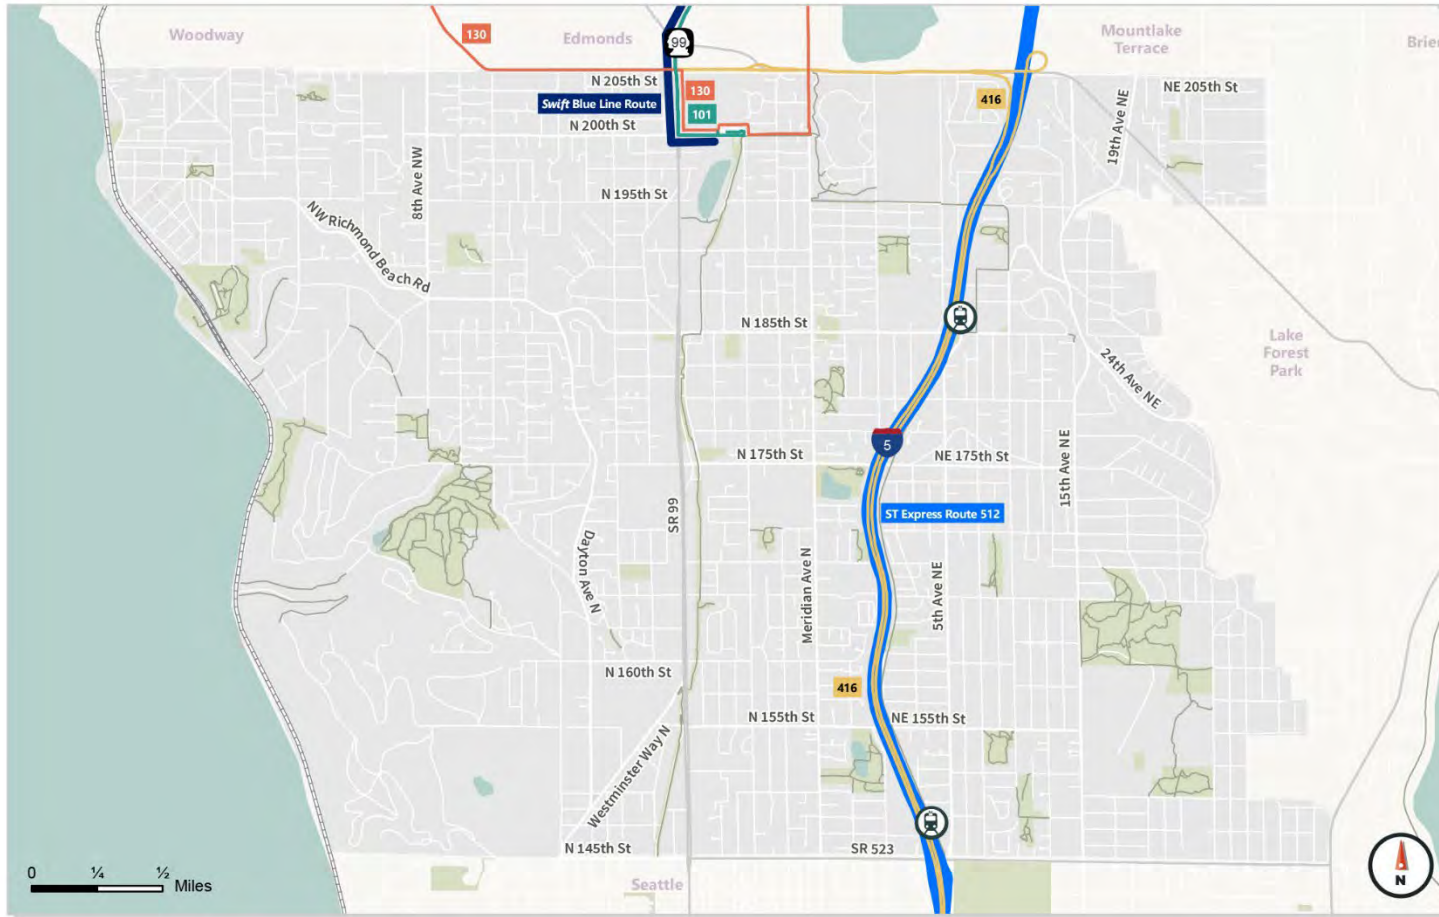 Woodway
130
Edmonds
99
Mountlake
Terrace
Brier
N 205th St
130
416
NE 205th St
Swift Blue Line Route
101
N 200th St
19th Ave NE
8th Ave NW
N 195th St
NW Richmond Beach Rd
N 185th St
Lake
Forest
Park
24th Ave NE
5
N 175th St
NE 175th St
15th Ave NE
SR 99
ST Express Route 512
Dayton Ave N
Meridian Ave N
5th Ave NE
N 160th St
416
N 155th St
NE 155th St
Westminster Way N
N 145th St
SR 523
0 ¼ ½
Miles
Seattle
N